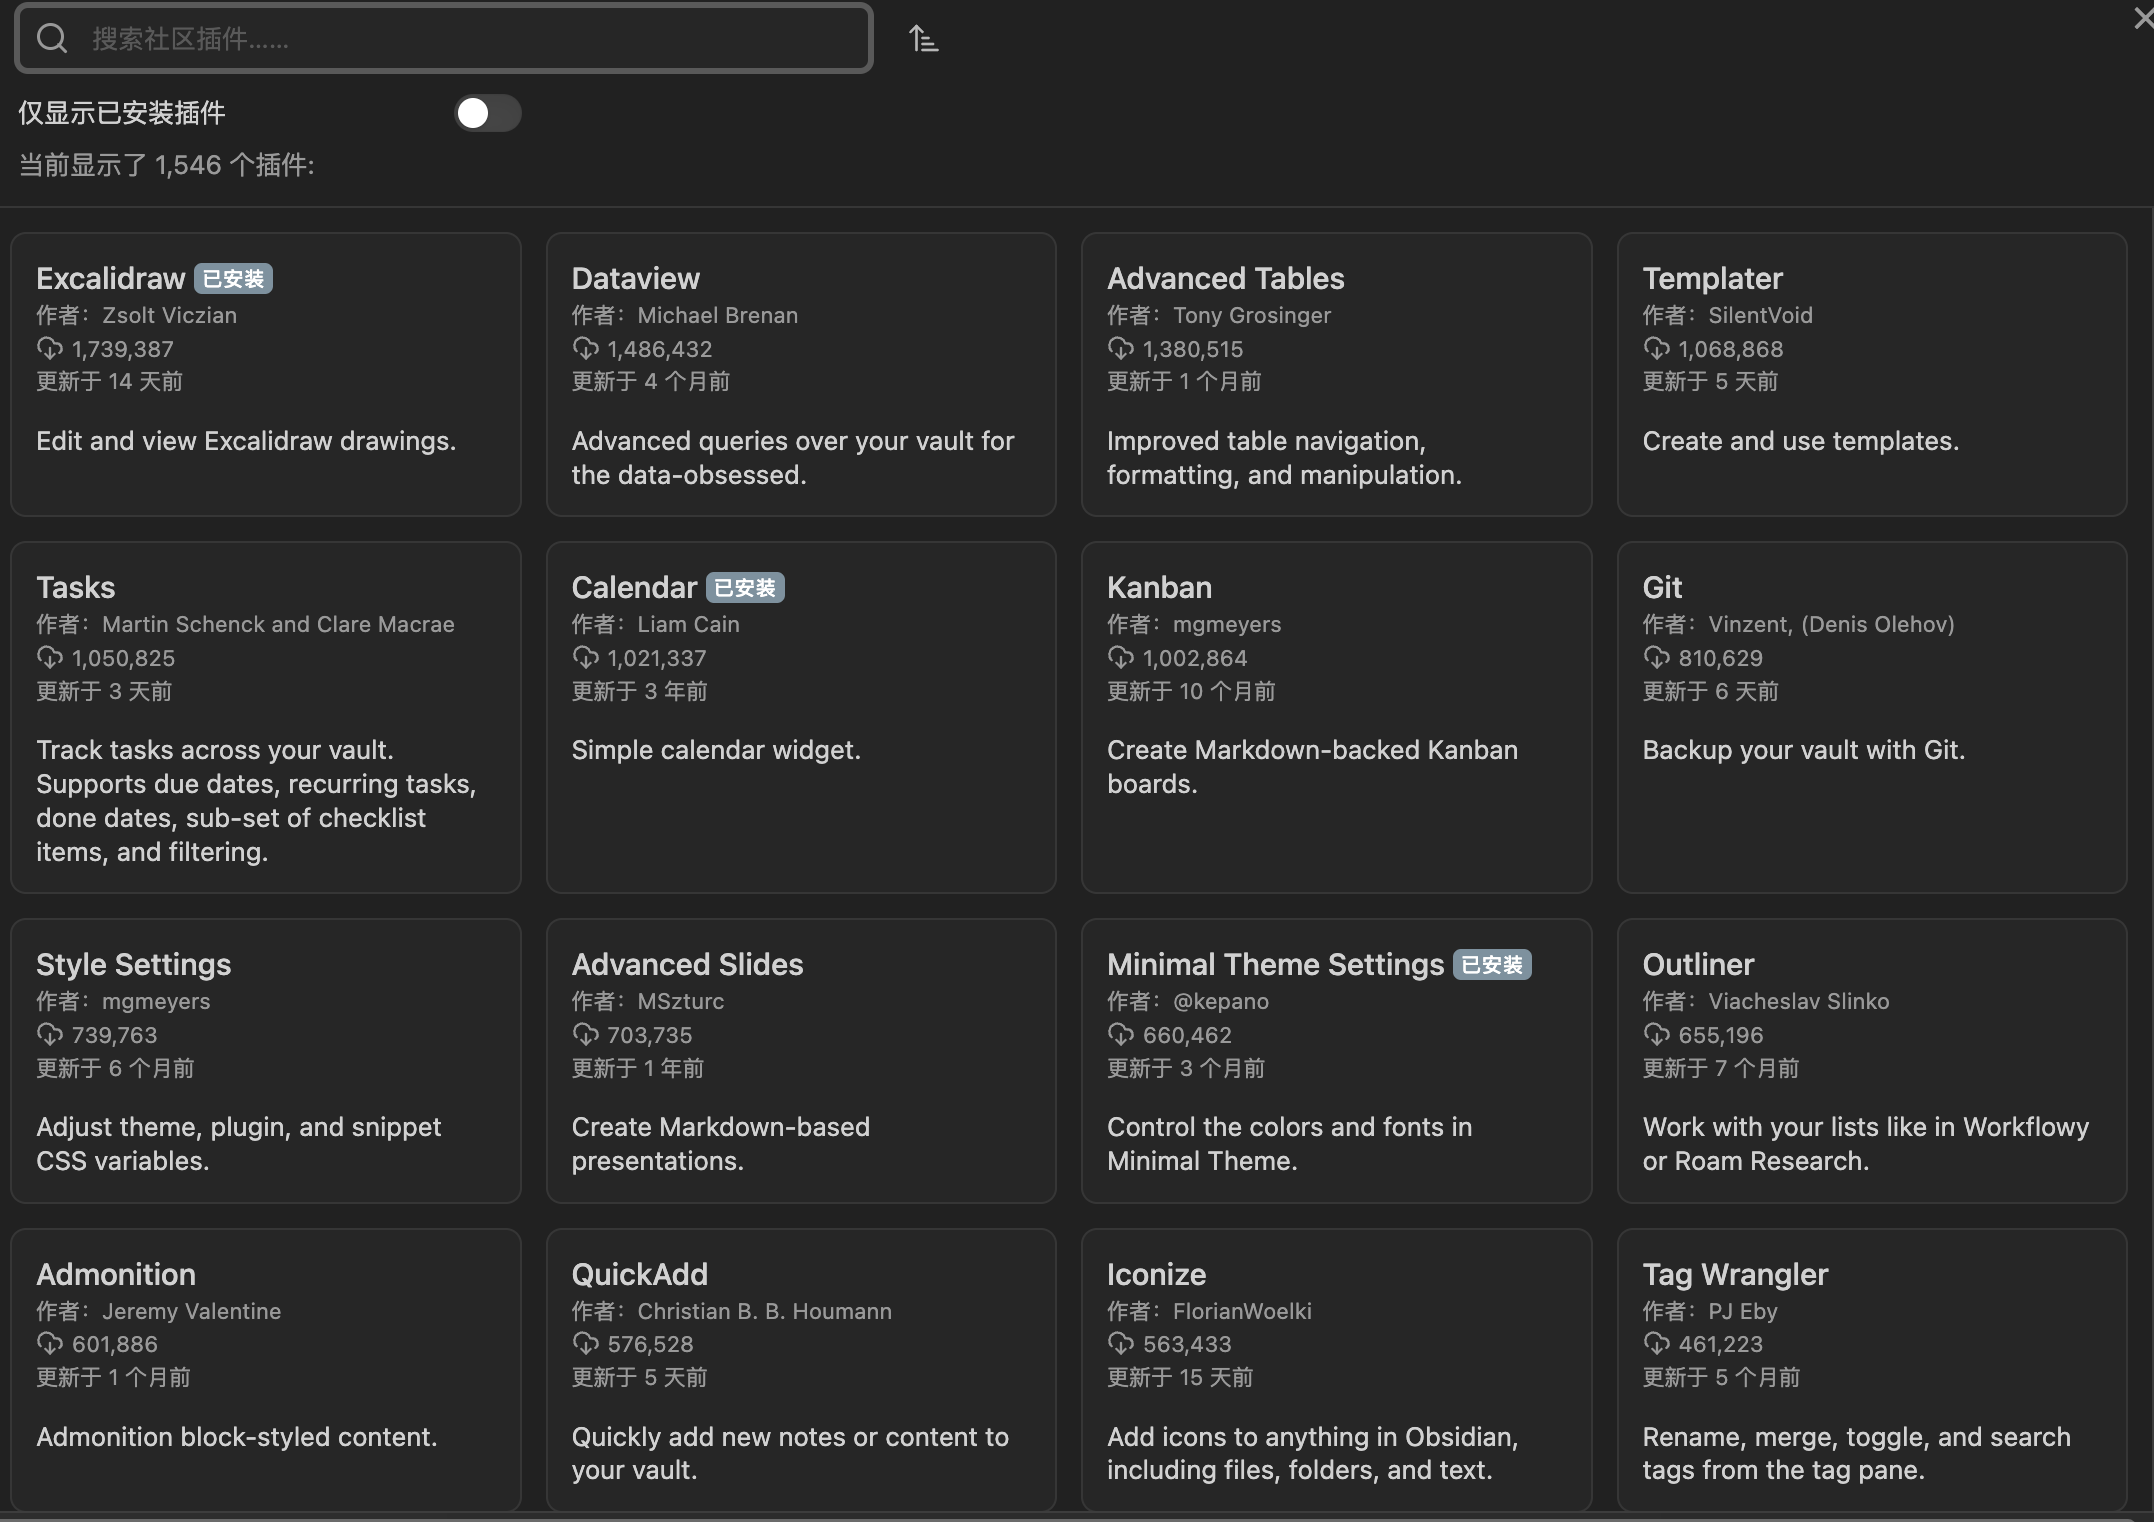 搜索社区插件……
仅显示已安装插件
当前显示了 1,546 个插件:
Excalidraw 已安装
作者：Zsolt Viczian
1,739,387
更新于 14 天前
Edit and view Excalidraw drawings.
Dataview
作者：Michael Brenan
1,486,432
更新于 4 个月前
Advanced queries over your vault for
the data-obsessed.
Advanced Tables
作者：Tony Grosinger
1,380,515
更新于 1 个月前
Improved table navigation,
formatting, and manipulation.
Templater
作者：SilentVoid
1,068,868
更新于 5 天前
Create and use templates.
Tasks
作者：Martin Schenck and Clare Macrae
1,050,825
更新于 3 天前
Track tasks across your vault.
Supports due dates, recurring tasks,
done dates, sub-set of checklist
items, and filtering.
Calendar 已安装
作者：Liam Cain
1,021,337
更新于 3 年前
Simple calendar widget.
Kanban
作者：mgmeyers
1,002,864
更新于 10 个月前
Create Markdown-backed Kanban
boards.
Git
作者：Vinzent, (Denis Olehov)
810,629
更新于 6 天前
Backup your vault with Git.
Style Settings
作者：mgmeyers
739,763
更新于 6 个月前
Adjust theme, plugin, and snippet
CSS variables.
Advanced Slides
作者：MSzturc
703,735
更新于 1 年前
Create Markdown-based
presentations.
Minimal Theme Settings 已安装
作者：@kepano
660,462
更新于 3 个月前
Control the colors and fonts in
Minimal Theme.
Outliner
作者：Viacheslav Slinko
655,196
更新于 7 个月前
Work with your lists like in Workflowy
or Roam Research.
Admonition
作者：Jeremy Valentine
601,886
更新于 1 个月前
Admonition block-styled content.
QuickAdd
作者：Christian B. B. Houmann
576,528
更新于 5 天前
Quickly add new notes or content to
your vault.
Iconize
作者：FlorianWoelki
563,433
更新于 15 天前
Add icons to anything in Obsidian,
including files, folders, and text.
Tag Wrangler
作者：PJ Eby
461,223
更新于 5 个月前
Rename, merge, toggle, and search
tags from the tag pane.